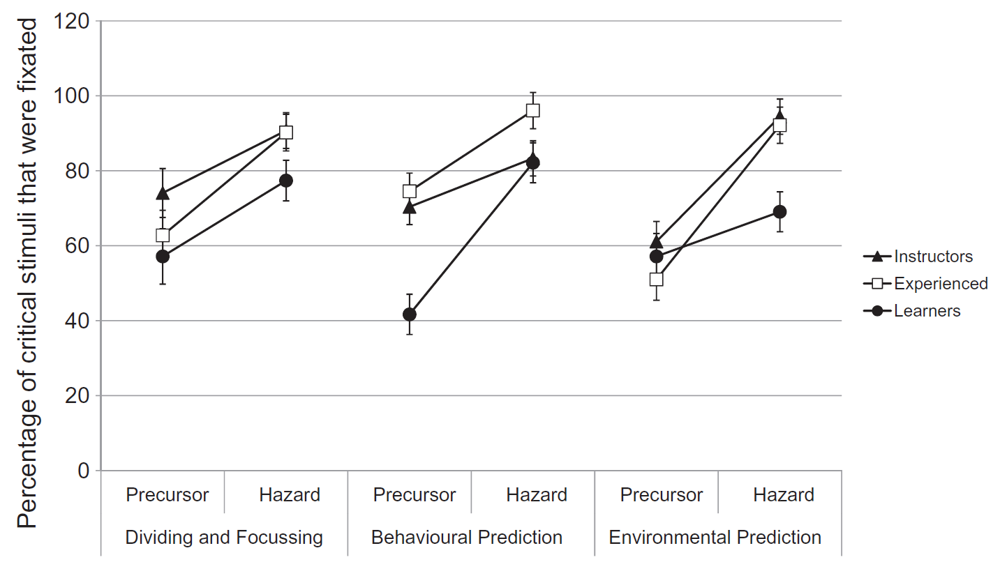 Percentage of critical stimuli that were fixated
120
100
80
60
40
20
0
Precursor Hazard Precursor Hazard Precursor Hazard
Dividing and Focussing Behavioural Prediction Environmental Prediction
Instructors
Experienced
Learners